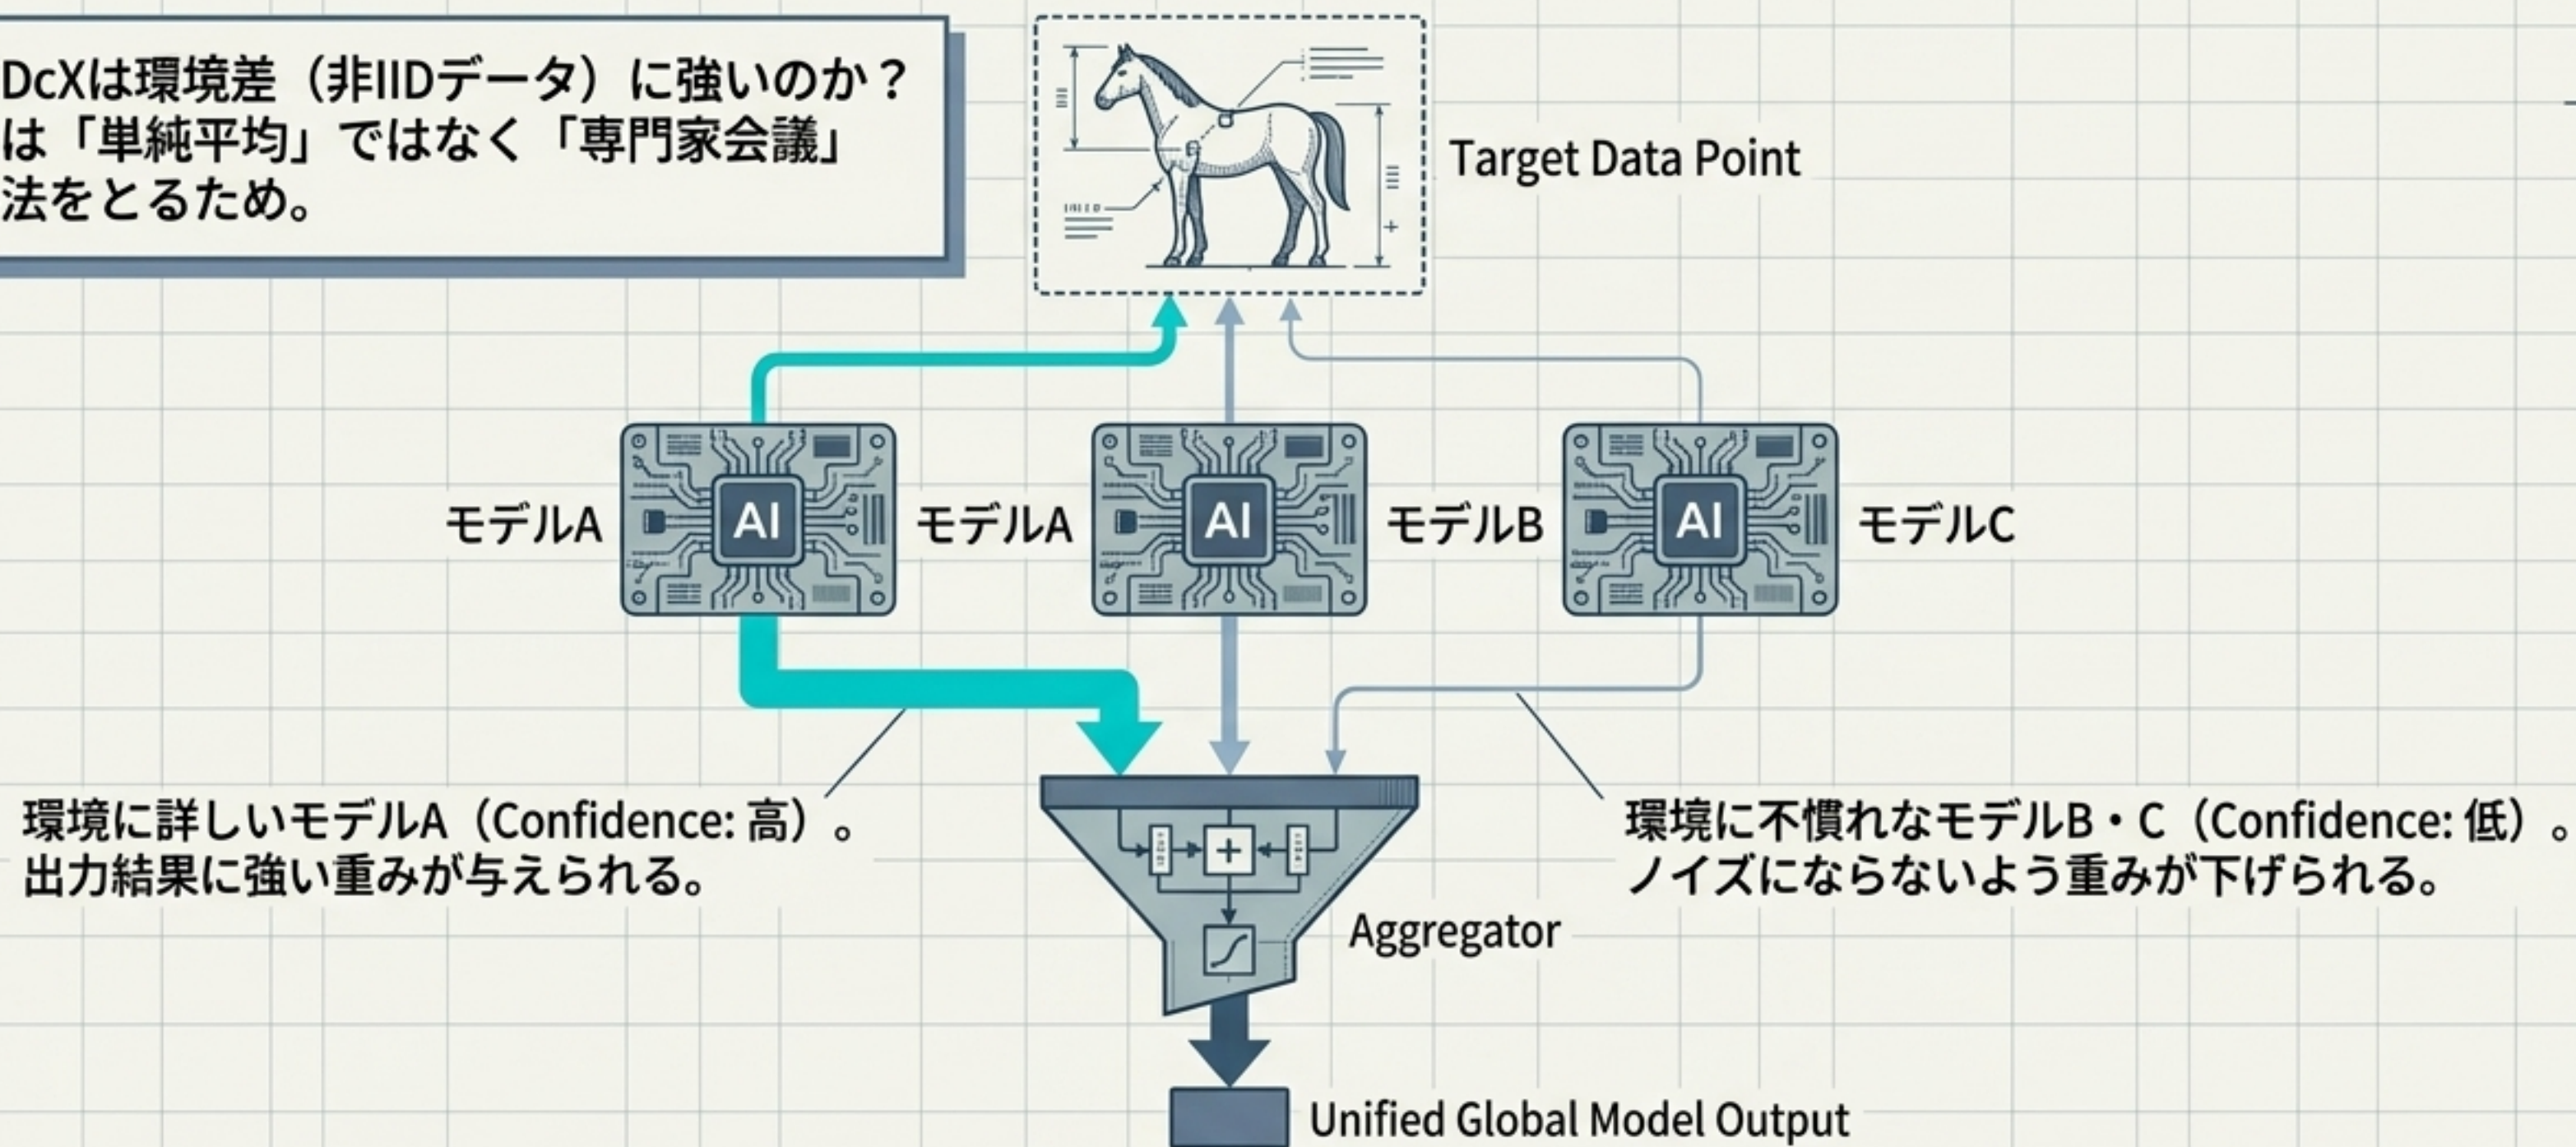 DcXは環境差（非IIDデータ）に強いのか？
は「単純平均」ではなく「専門家会議」
法をとるため。
Target Data Point
モデルA
AI
モデルA
AI
モデルB
AI
モデルC
環境に詳しいモデルA（Confidence: 高）。
出力結果に強い重みが与えられる。
環境に不慣れなモデルB・C（Confidence: 低）。
ノイズにならないよう重みが下げられる。
Aggregator
Unified Global Model Output